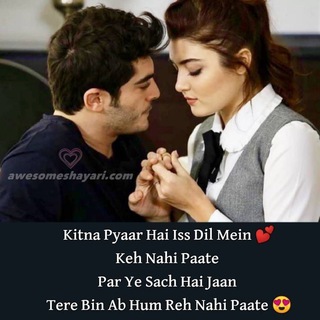 awesomeshayari.com
Kitna Pyaar Hai Iss Dil Mein 💕
Keh Nahi Paate
Par Ye Sach Hai Jaan
Tere Bin Ab Hum Reh Nahi Paate 😍